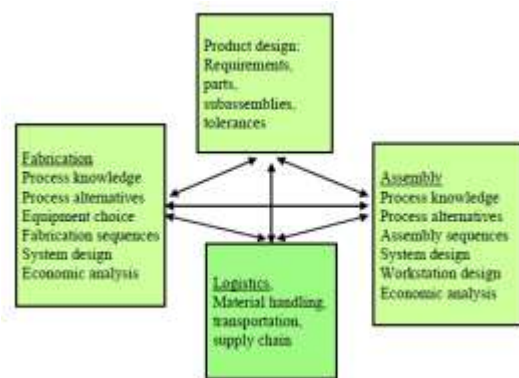 Product design:
Requirements,
parts,
subassemblies,
tolerances
Fabrication
Process knowledge
Process alternatives
Equipment choice
Fabrication sequences
System design
Economic analysis
Assembly
Process knowledge
Process alternatives
Assembly sequences
System design
Workstation design
Economic analysis
Logistics,
Material handling,
transportation,
supply chain